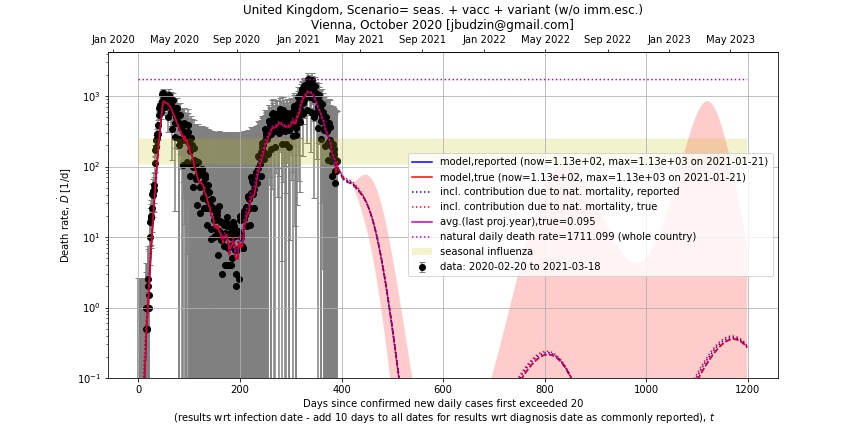 United Kingdom, Scenario= seas. + vacc + variant (w/o imm.esc.)
Vienna, October 2020 [jbudzin@gmail.com]
Jan 2020 May 2020 Sep 2020 Jan 2021 May 2021 Sep 2021 Jan 2022 May 2022 Sep 2022 Jan 2023 May 2023
10³
10²
10¹
10⁰
10⁻¹
Death rate, Ḋ [1/d]
model,reported (now=1.13e+02, max=1.13e+03 on 2021-01-21)
model,true (now=1.13e+02, max=1.13e+03 on 2021-01-21)
incl. contribution due to nat. mortality, reported
incl. contribution due to nat. mortality, true
avg.(last proj.year),true=0.095
natural daily death rate=1711.099 (whole country)
seasonal influenza
data: 2020-02-20 to 2021-03-18
0 200 400 600 800 1000 1200
Days since confirmed new daily cases first exceeded 20
(results wrt infection date - add 10 days to all dates for results wrt diagnosis date as commonly reported), t